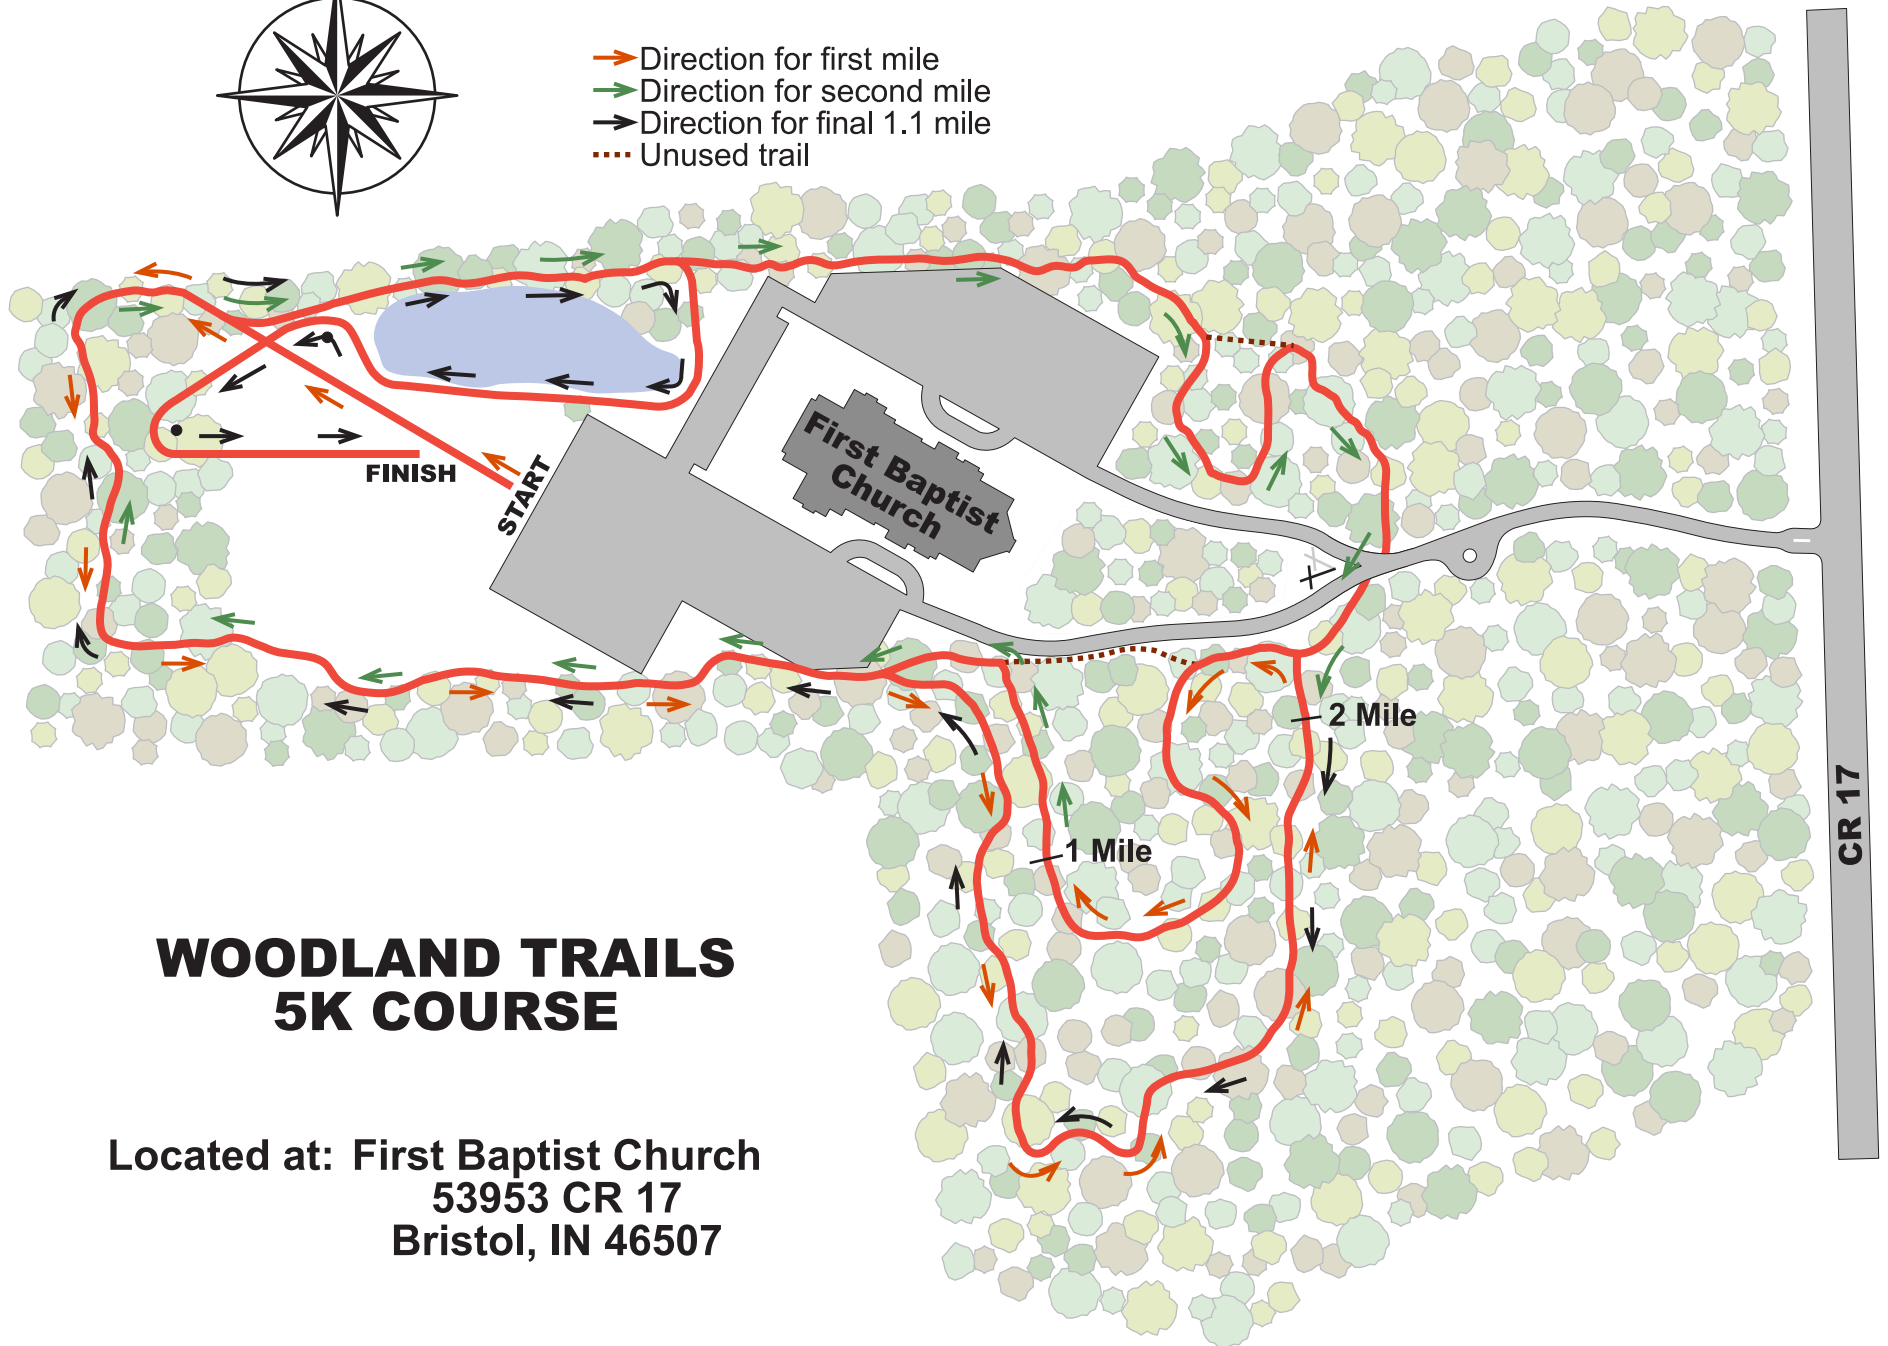 Direction for first mile
Direction for second mile
Direction for final 1.1 mile
Unused trail
First Baptist
Church
FINISH
START
2 Mile
1 Mile
CR 17
WOODLAND TRAILS
5K COURSE
Located at: First Baptist Church
53953 CR 17
Bristol, IN 46507